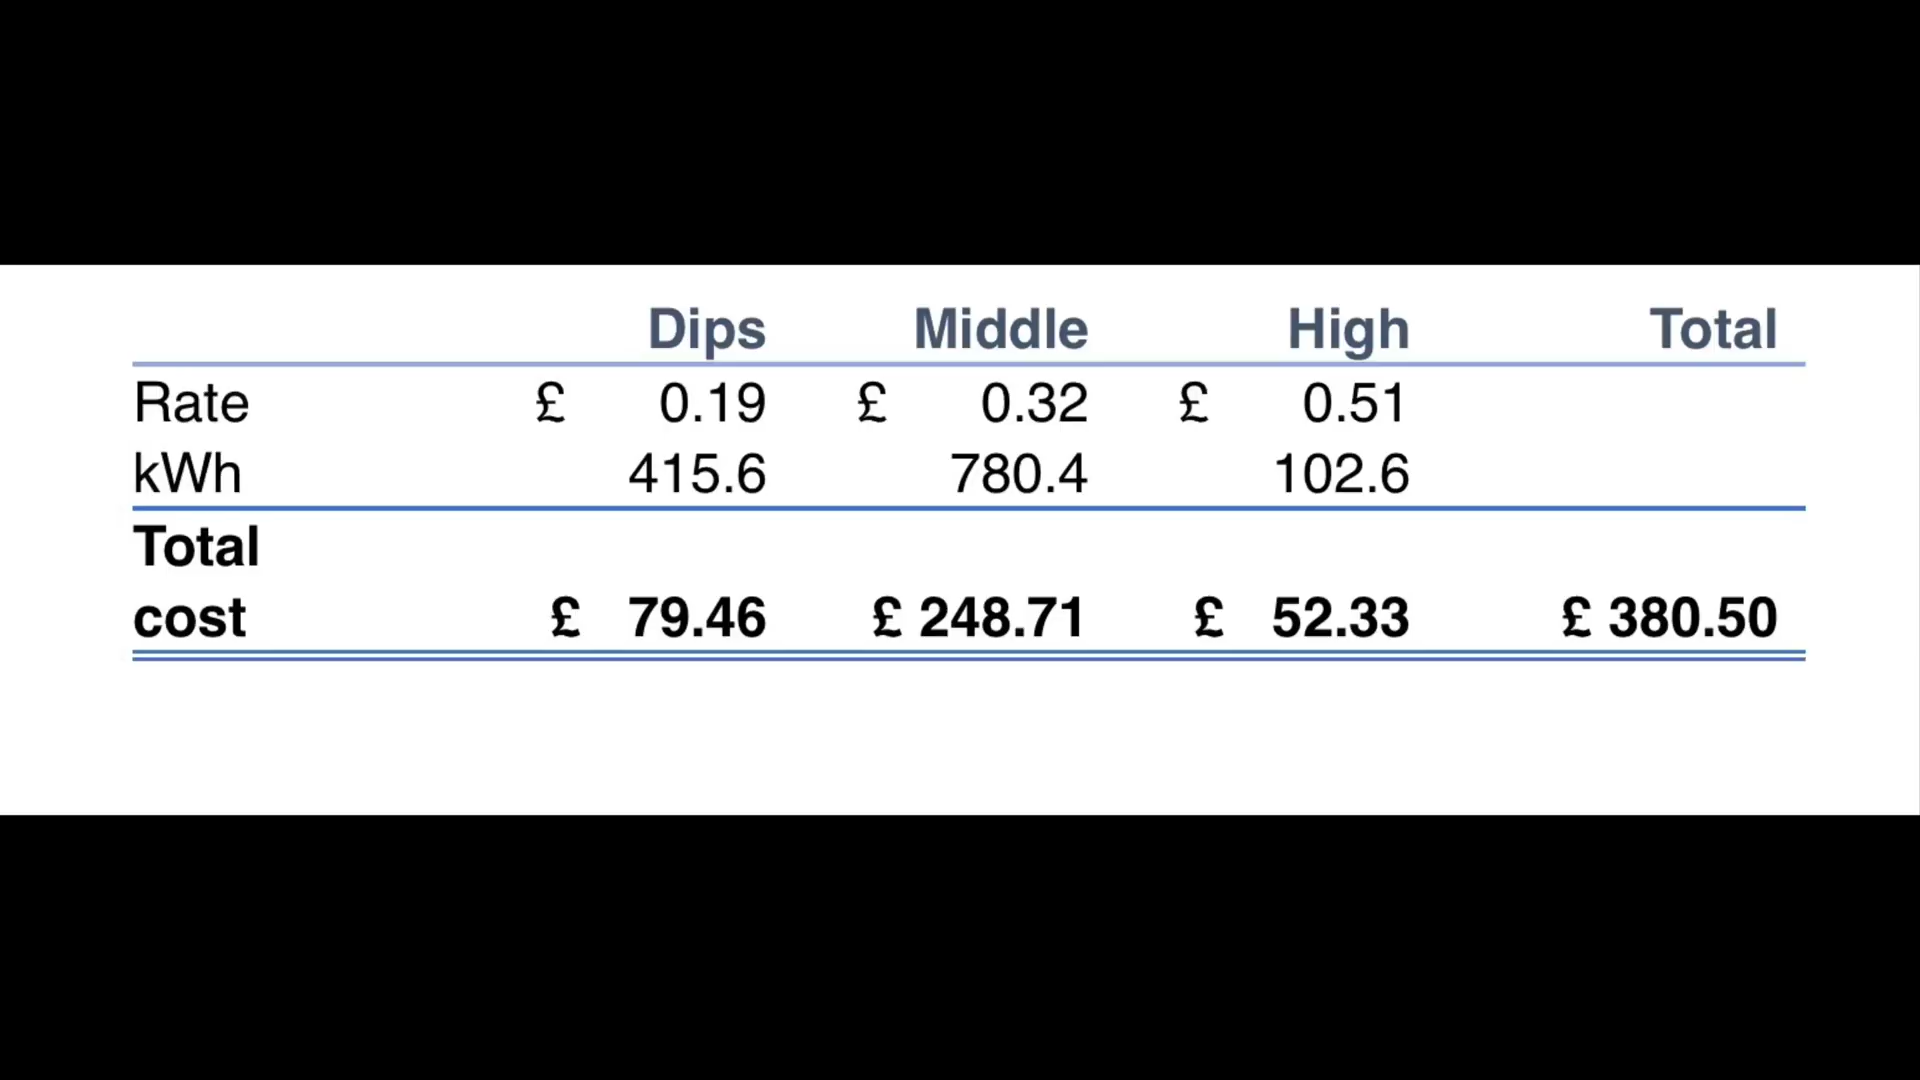 Dips Middle High Total
Rate £ 0.19 £ 0.32 £ 0.51
kWh 415.6 780.4 102.6
Total
cost £ 79.46 £ 248.71 £ 52.33 £ 380.50